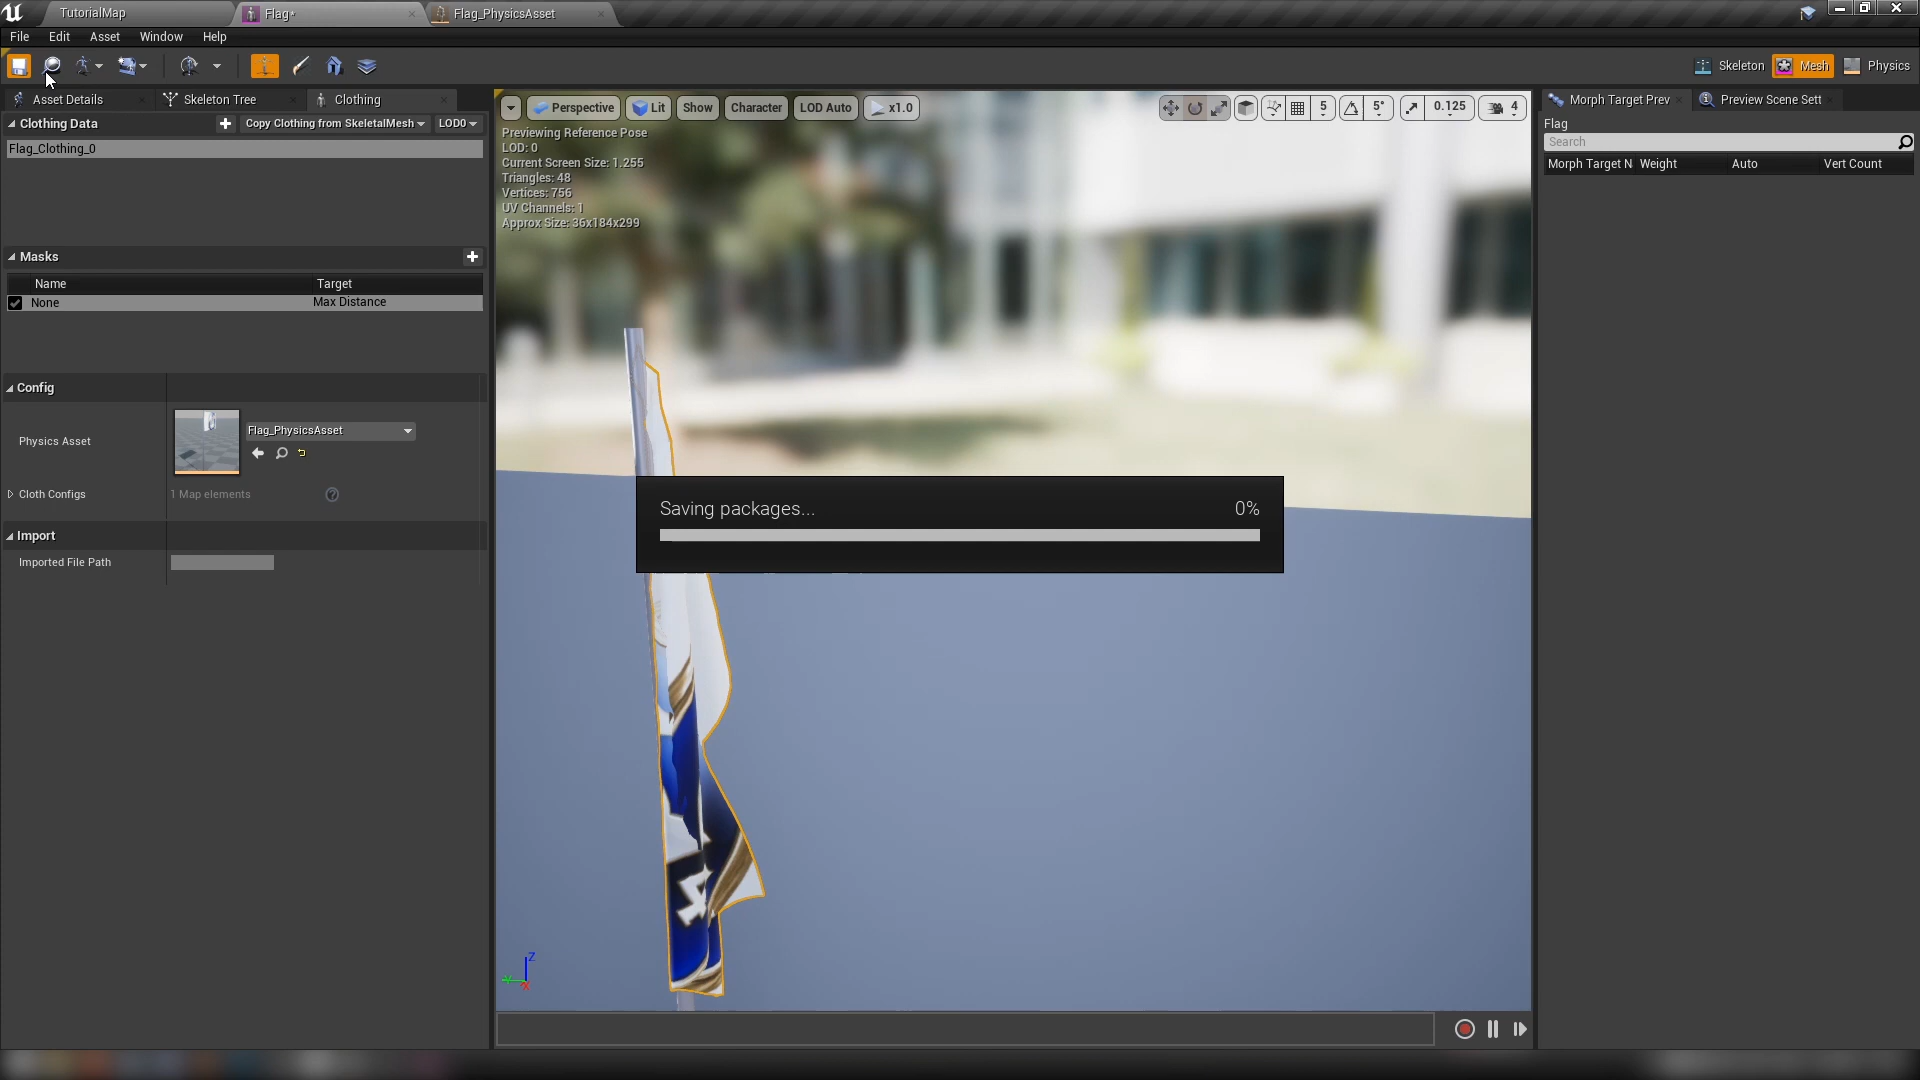 TutorialMap
Flag*
Flag_PhysicsAsset
File Edit Asset Window Help
Skeleton Mesh Physics
Asset Details
Skeleton Tree
Clothing
Clothing Data
Copy Clothing from SkeletalMesh
LOD0
Flag_Clothing_0
Masks
Name Target
None Max Distance
Config
Physics Asset
Flag_PhysicsAsset
Cloth Configs
1 Map elements
Import
Imported File Path
Perspective Lit Show Character LOD Auto x1.0
5 5° 0.125 4
Previewing Reference Pose
LOD: 0
Current Screen Size: 1.255
Triangles: 48
Vertices: 756
UV Channels: 1
Approx Size: 36x184x299
Saving packages...
0%
Z
Y
X
Morph Target Prev
Preview Scene Sett
Flag
Search
Morph Target N Weight Auto Vert Count